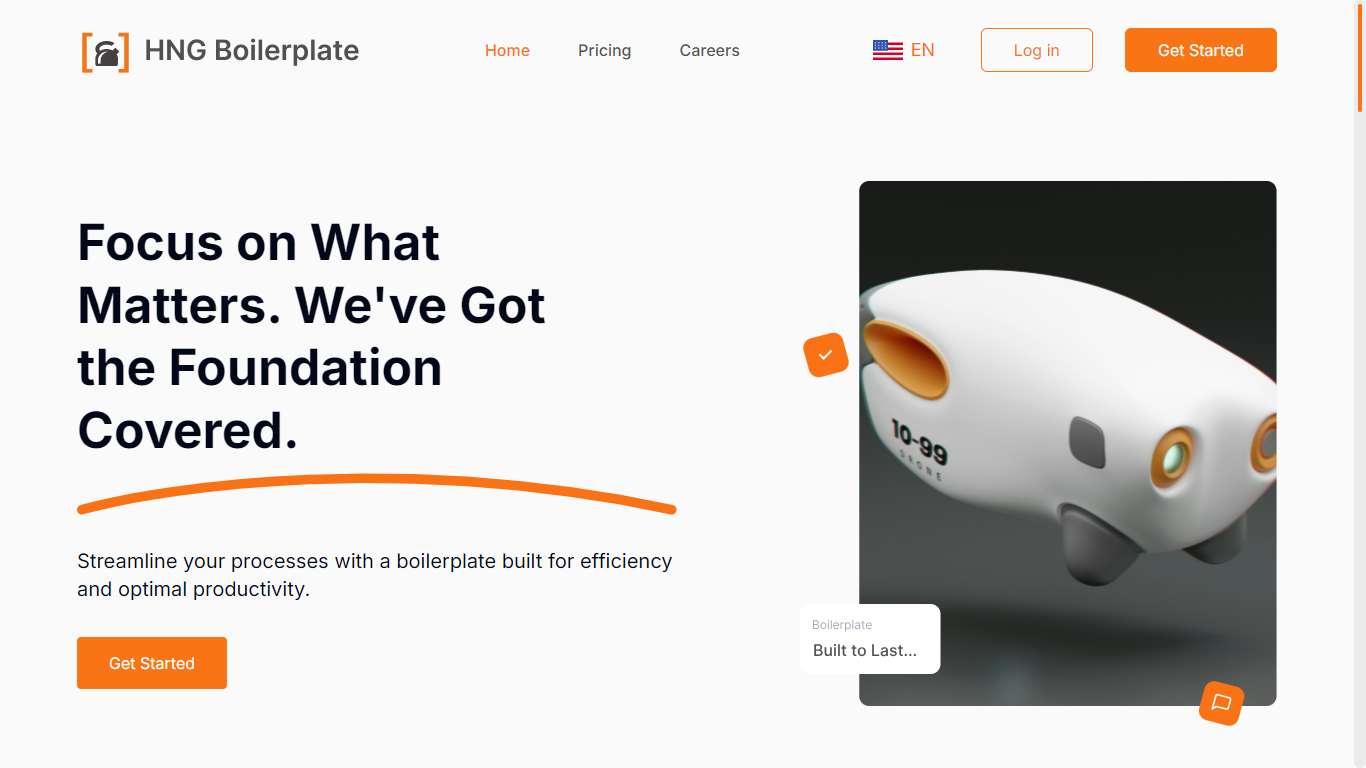 HNG Boilerplate
Home
Pricing
Careers
EN
Log in
Get Started
Focus on What
Matters. We've Got
the Foundation
Covered.
Streamline your processes with a boilerplate built for efficiency
and optimal productivity.
Get Started
10-99
DRONE
Boilerplate
Built to Last...